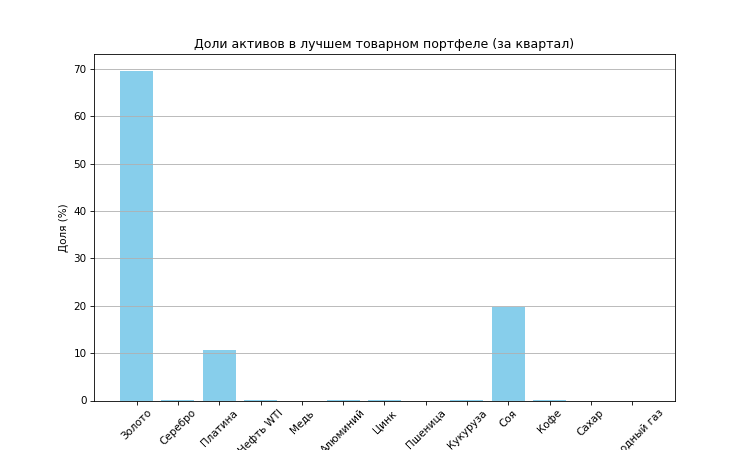 Доли активов в лучшем товарном портфеле (за квартал)
70
60
50
40
30
20
10
0
Доля (%)
Золото
Серебро
Платина
Нефть WTI
Медь
Алюминий
Цинк
Пшеница
Кукуруза
Соя
Кофе
Сахар
газ